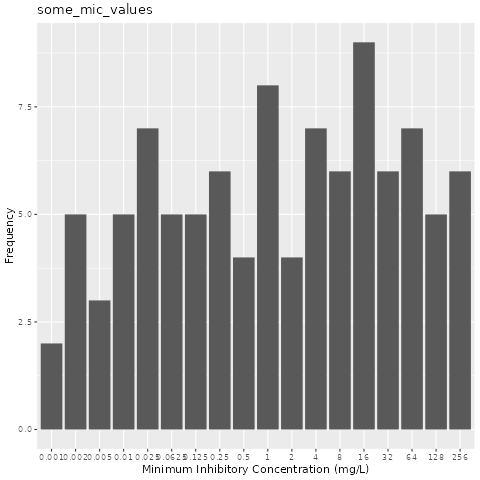 some_mic_values
Frequency
7.5
5.0
2.5
0.0
0.001 0.002 0.005 0.01 0.025 0.0625 0.125 0.25 0.5 1 2 4 8 16 32 64 128 256
Minimum Inhibitory Concentration (mg/L)